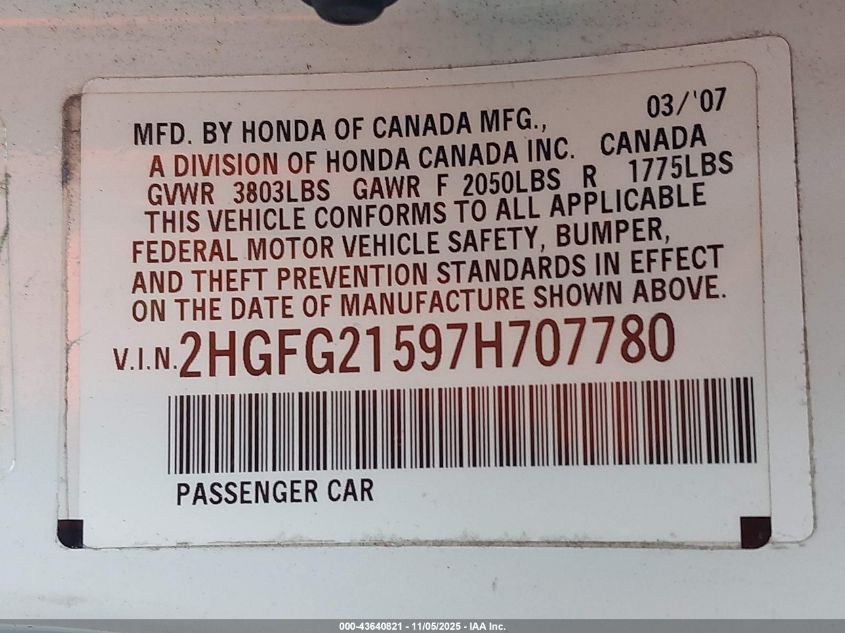 03/'07
MFD. BY HONDA OF CANADA MFG.,
A DIVISION OF HONDA CANADA INC. CANADA
GVWR 3803LBS GAWR F 2050LBS R 1775LBS
THIS VEHICLE CONFORMS TO ALL APPLICABLE
FEDERAL MOTOR VEHICLE SAFETY, BUMPER,
AND THEFT PREVENTION STANDARDS IN EFFECT
ON THE DATE OF MANUFACTURE SHOWN ABOVE.
V.I.N. 2HGFG21597H707780
PASSENGER CAR
000-43640821 - 11/05/2025 - IAA Inc.